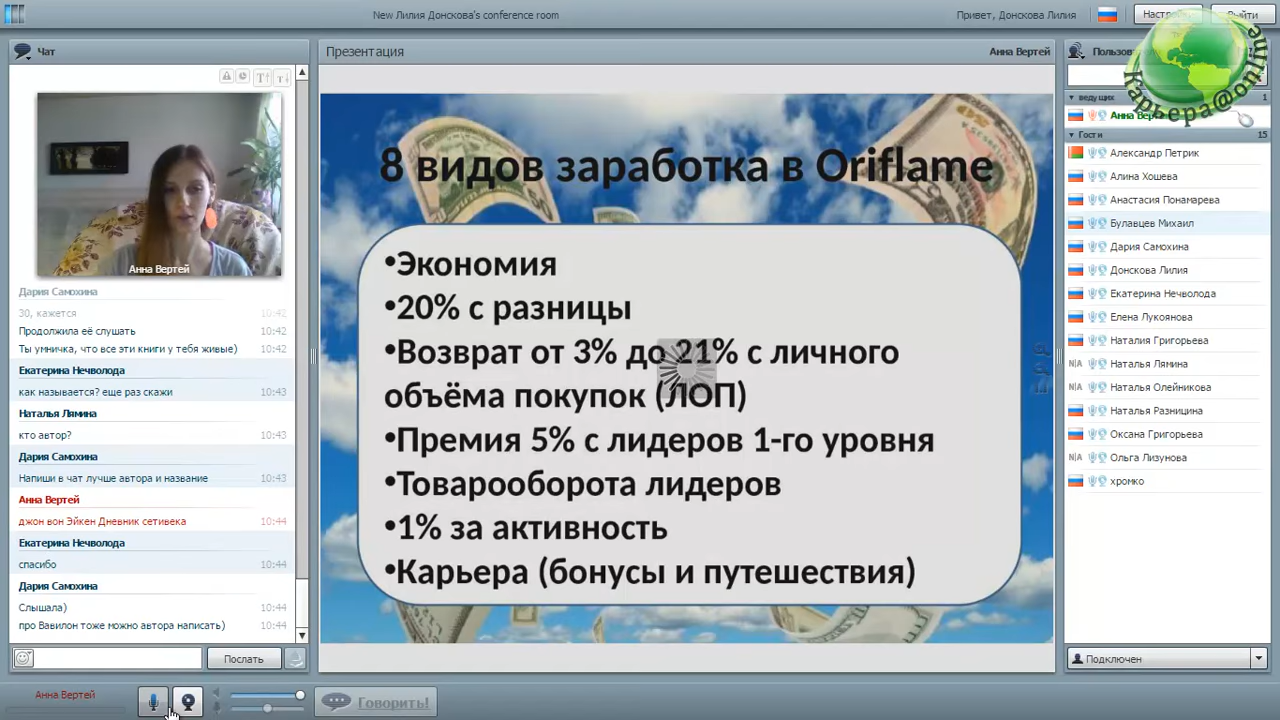 New Лилия Донскова's conference room
Привет, Донскова Лилия
Выйти
Чат
Анна Вертей
Дария Самохина
30, кажется 10:42
Продолжила её слушать 10:42
Ты умничка, что все эти книги у тебя живые) 10:42
Екатерина Нечволода
как называется? еще раз скажи 10:43
Наталья Лямина
кто автор? 10:43
Дария Самохина
Напиши в чат лучше автора и название 10:43
Анна Вертей
джон вон Эйкен Дневник сетивека 10:44
Екатерина Нечволода
спасибо 10:44
Дария Самохина
Слышала) 10:44
про Вавилон тоже можно автора написать) 10:44
Послать
Анна Вертей
Говорить!
Презентация
Анна Вертей
8 видов заработка в Oriflame
•Экономия
•20% с разницы
•Возврат от 3% до 21% с личного
объёма покупок (ЛОП)
•Премия 5% с лидеров 1-го уровня
•Товарооборота лидеров
•1% за активность
•Карьера (бонусы и путешествия)
Карьера@online
ведущих 1
Гости 15
Александр Петрик
Алина Хошева
Анастасия Понамарева
Булавцев Михаил
Дария Самохина
Донскова Лилия
Екатерина Нечволода
Елена Лукоянова
Наталия Григорьева
N/A Наталья Лямина
N/A Наталья Олейникова
Наталья Разницина
Оксана Григорьева
N/A Ольга Лизунова
хромко
Подключен